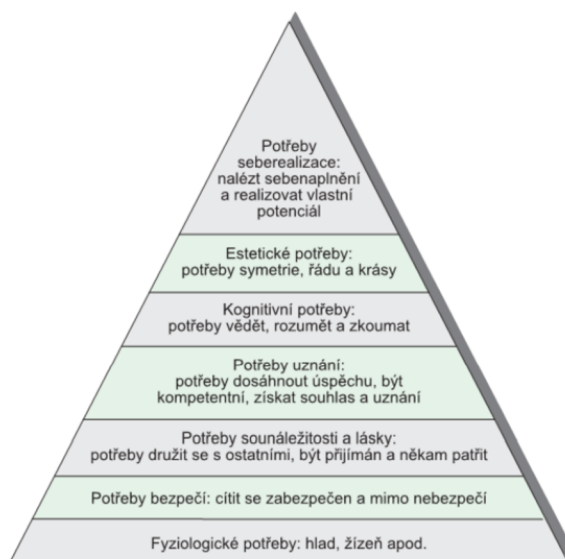 Potřeby
seberealizace:
nalézt sebenaplnění
a realizovat vlastní
potenciál
Estetické potřeby:
potřeby symetrie, řádu a krásy
Kognitivní potřeby:
potřeby vědět, rozumět a zkoumat
Potřeby uznání:
potřeby dosáhnout úspěchu, být
kompetentní, získat souhlas a uznání
Potřeby sounáležitosti a lásky:
potřeby družit se s ostatními, být přijímán a někam patřit
Potřeby bezpečí: cítit se zabezpečen a mimo nebezpečí
Fyziologické potřeby: hlad, žízeň apod.